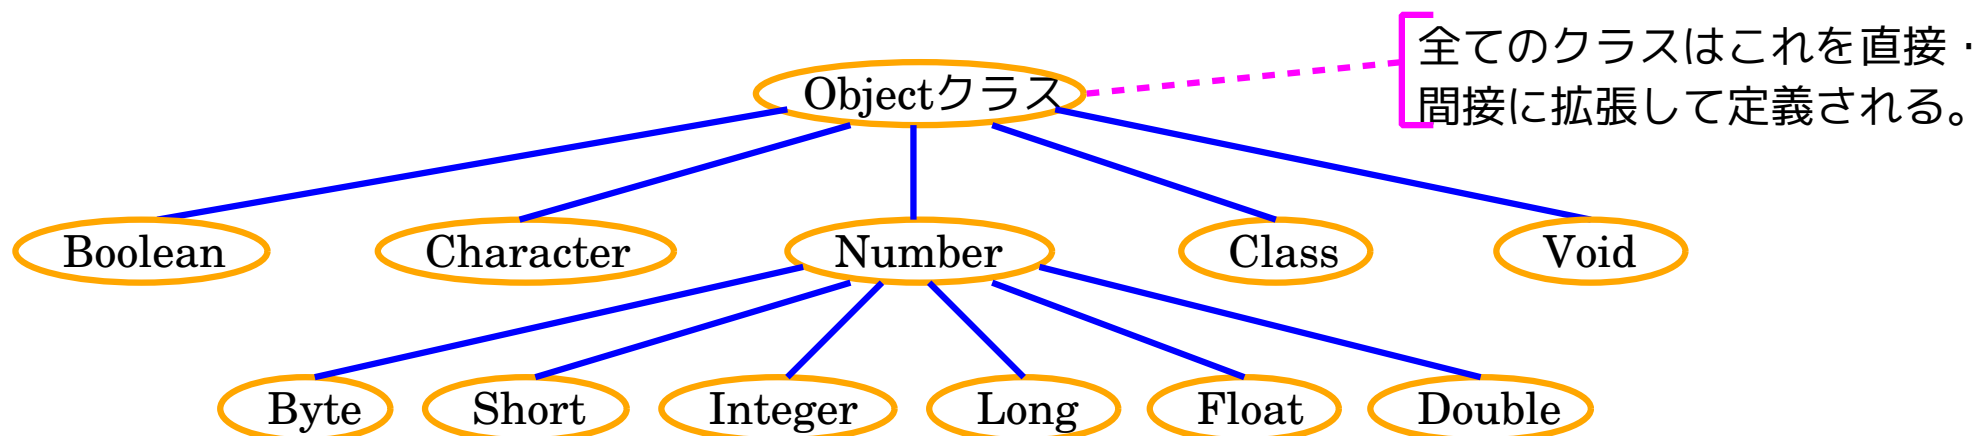 全てのクラスはこれを直接・
間接に拡張して定義される。
Objectクラス
Boolean Character Number Class Void
Byte Short Integer Long Float Double